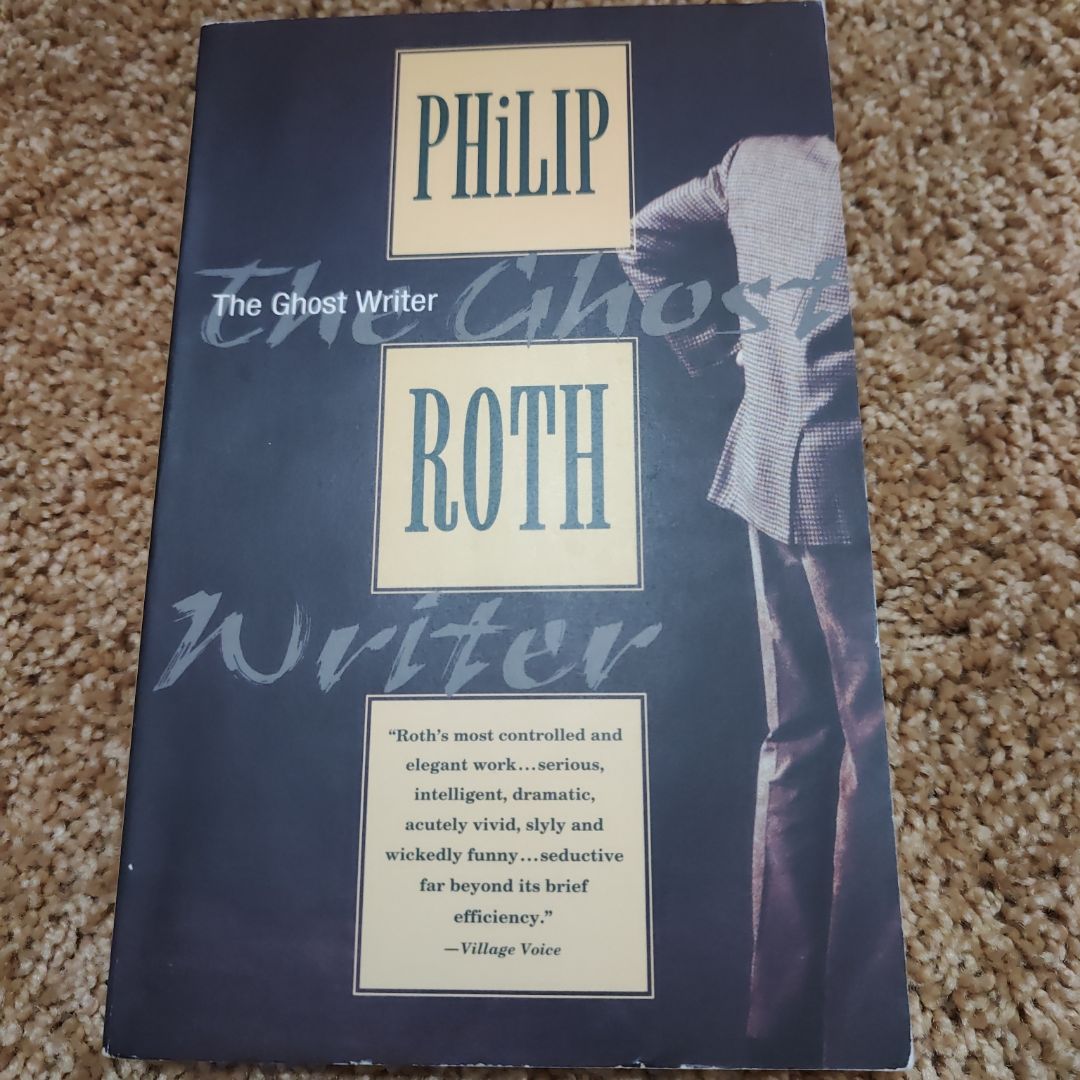 PHiLIP
The Ghost
The Ghost Writer
ROTH
Writer
“Roth’s most controlled and
elegant work...serious,
intelligent, dramatic,
acutely vivid, slyly and
wickedly funny...seductive
far beyond its brief
efficiency.”
—Village Voice